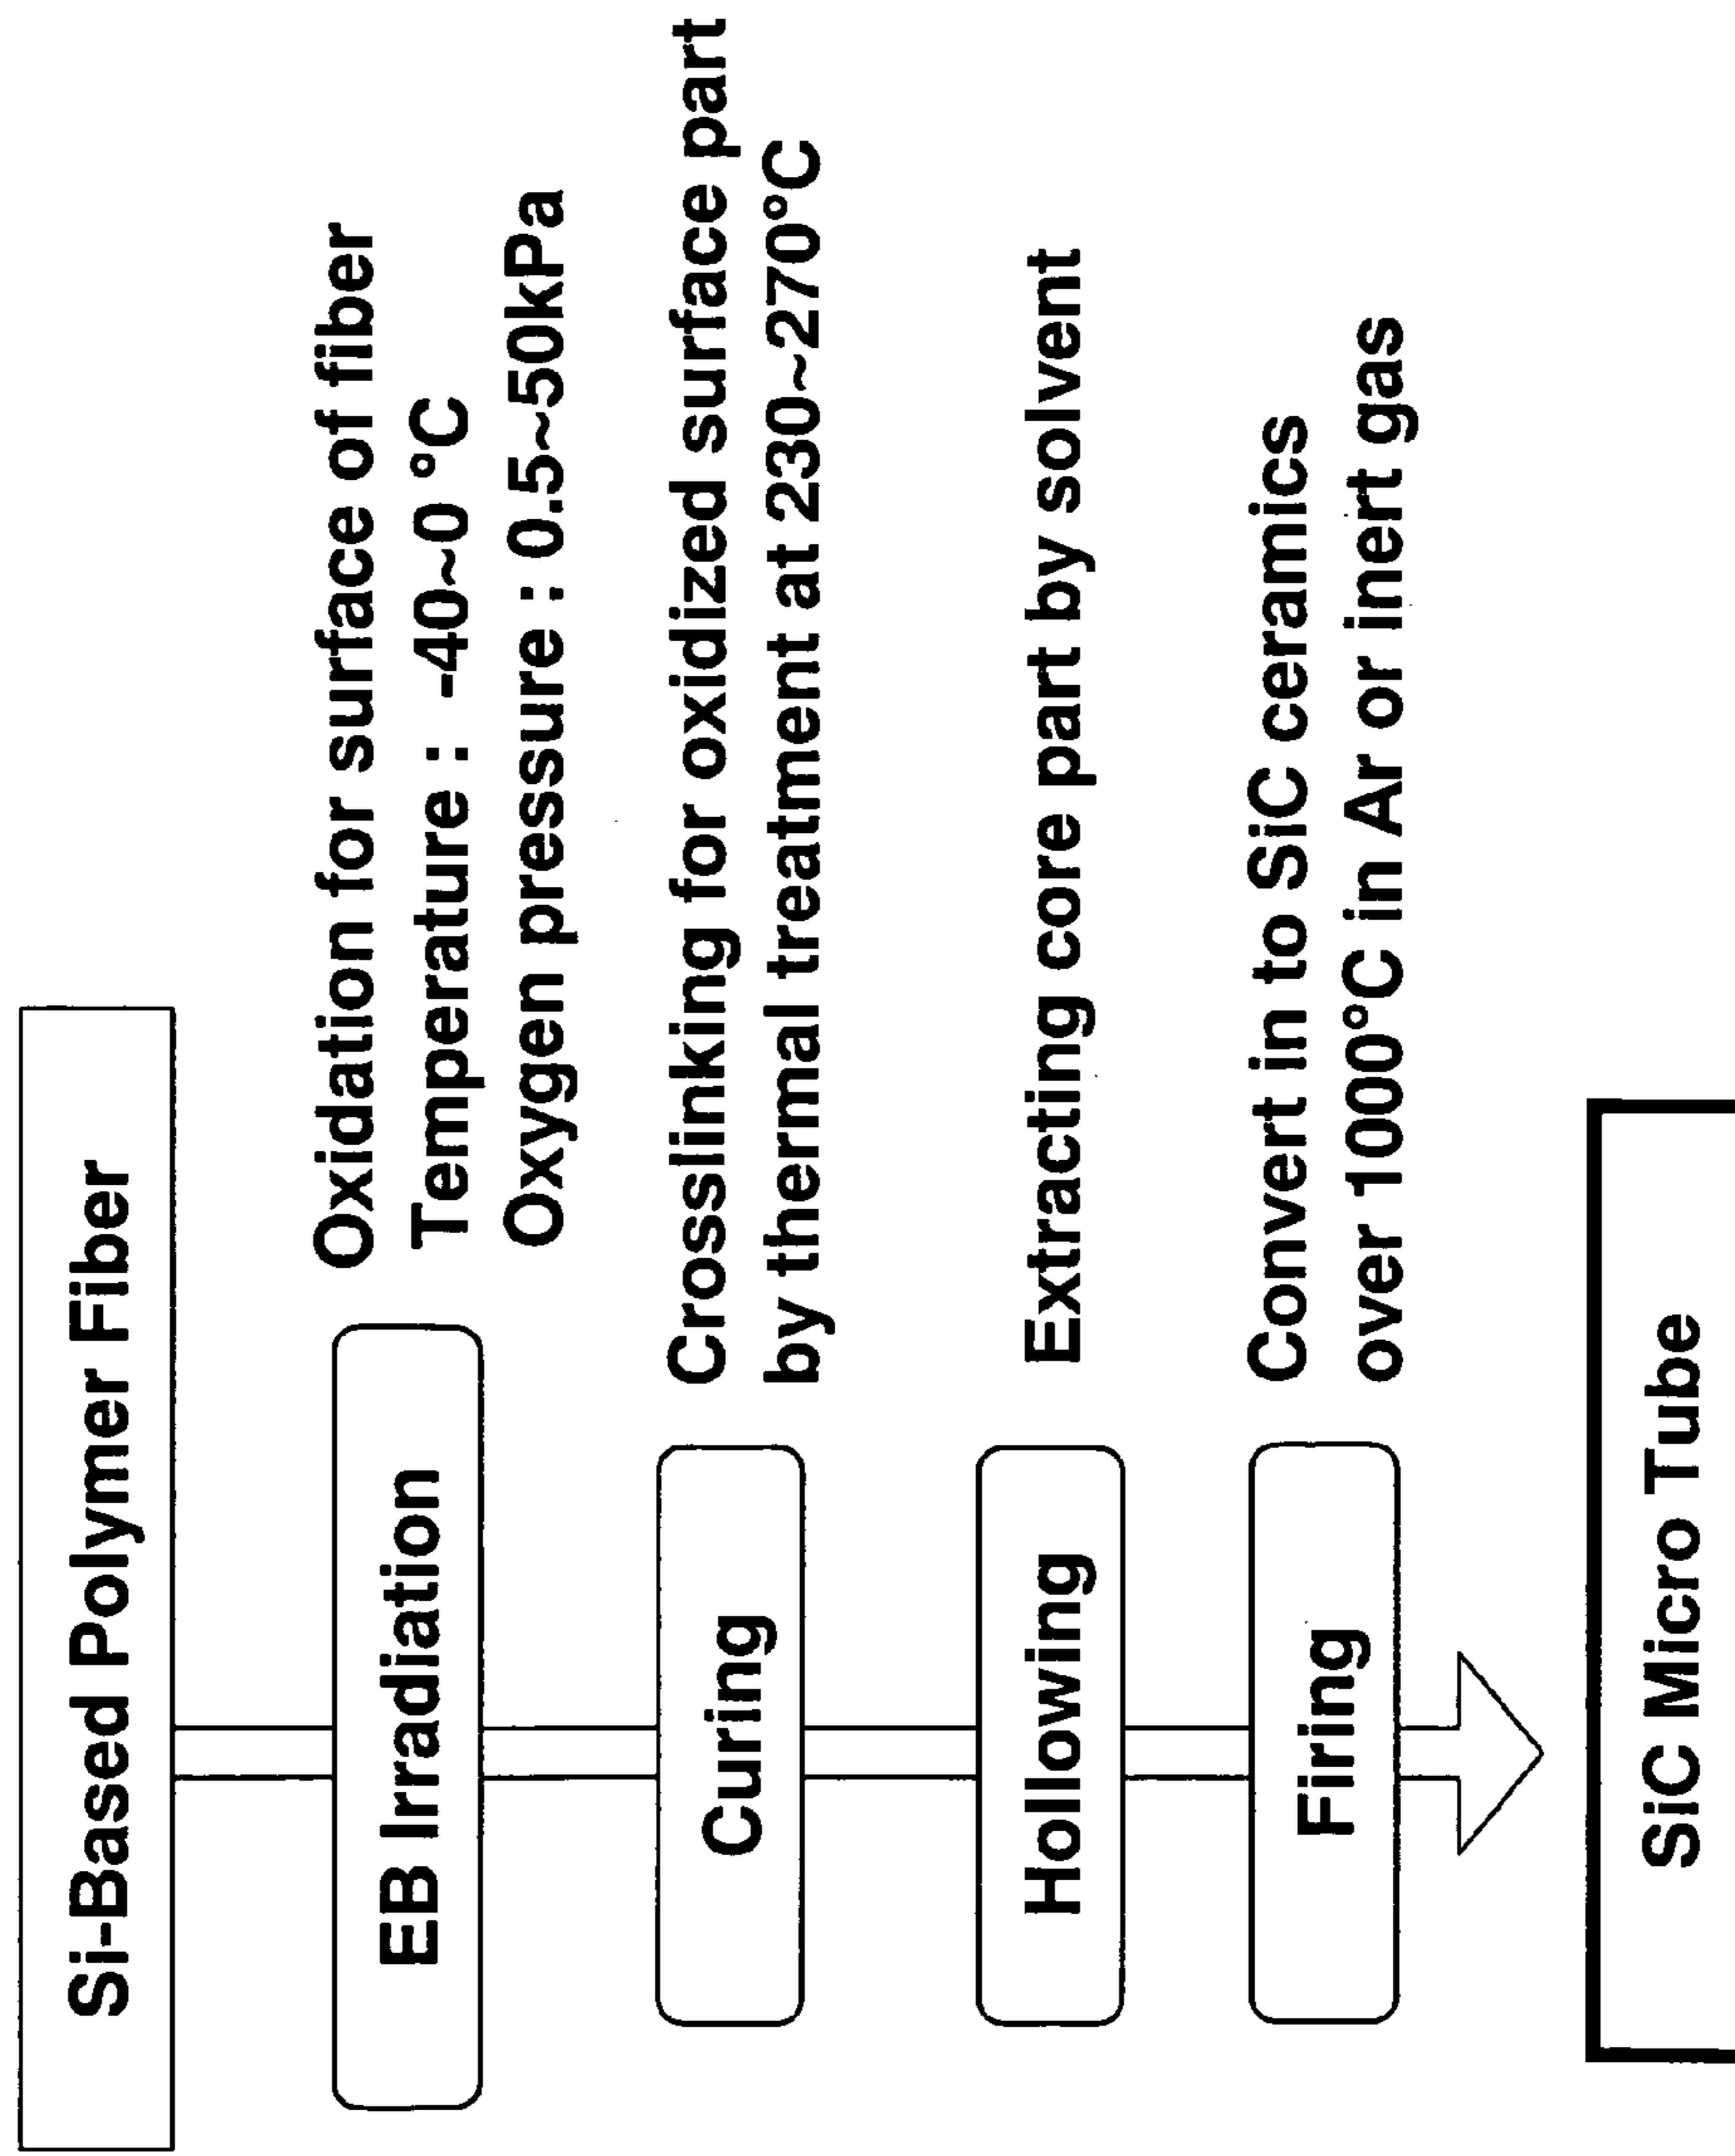 Si-Based Polymer Fiber
EB Irradiation
Oxidation for surface of fiber
Temperature : -40~0 °C
Oxygen pressure : 0.5~50kPa
Curing
Crosslinking for oxidized surface part
by thermal treatment at 230~270°C
Hollowing
Extracting core part by solvent
Firing
Convert in to SiC ceramics
over 1000°C in Ar or inert gas
SiC Micro Tube